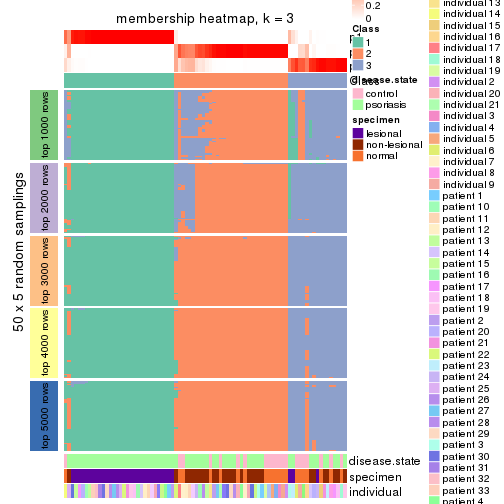 membership heatmap, k = 3
0.2
0
Class
1
2
3
disease.state
control
psoriasis
specimen
lesional
non-lesional
normal
50 x 5 random samplings
top 1000 rows
top 2000 rows
top 3000 rows
top 4000 rows
top 5000 rows
disease.state
specimen
individual
individual 13
individual 14
individual 15
individual 16
individual 17
individual 18
individual 19
individual 2
individual 20
individual 21
individual 3
individual 4
individual 5
individual 6
individual 7
individual 8
individual 9
patient 1
patient 10
patient 11
patient 12
patient 13
patient 14
patient 15
patient 16
patient 17
patient 18
patient 19
patient 2
patient 20
patient 21
patient 22
patient 23
patient 24
patient 25
patient 26
patient 27
patient 28
patient 29
patient 3
patient 30
patient 31
patient 32
patient 33
patient 4